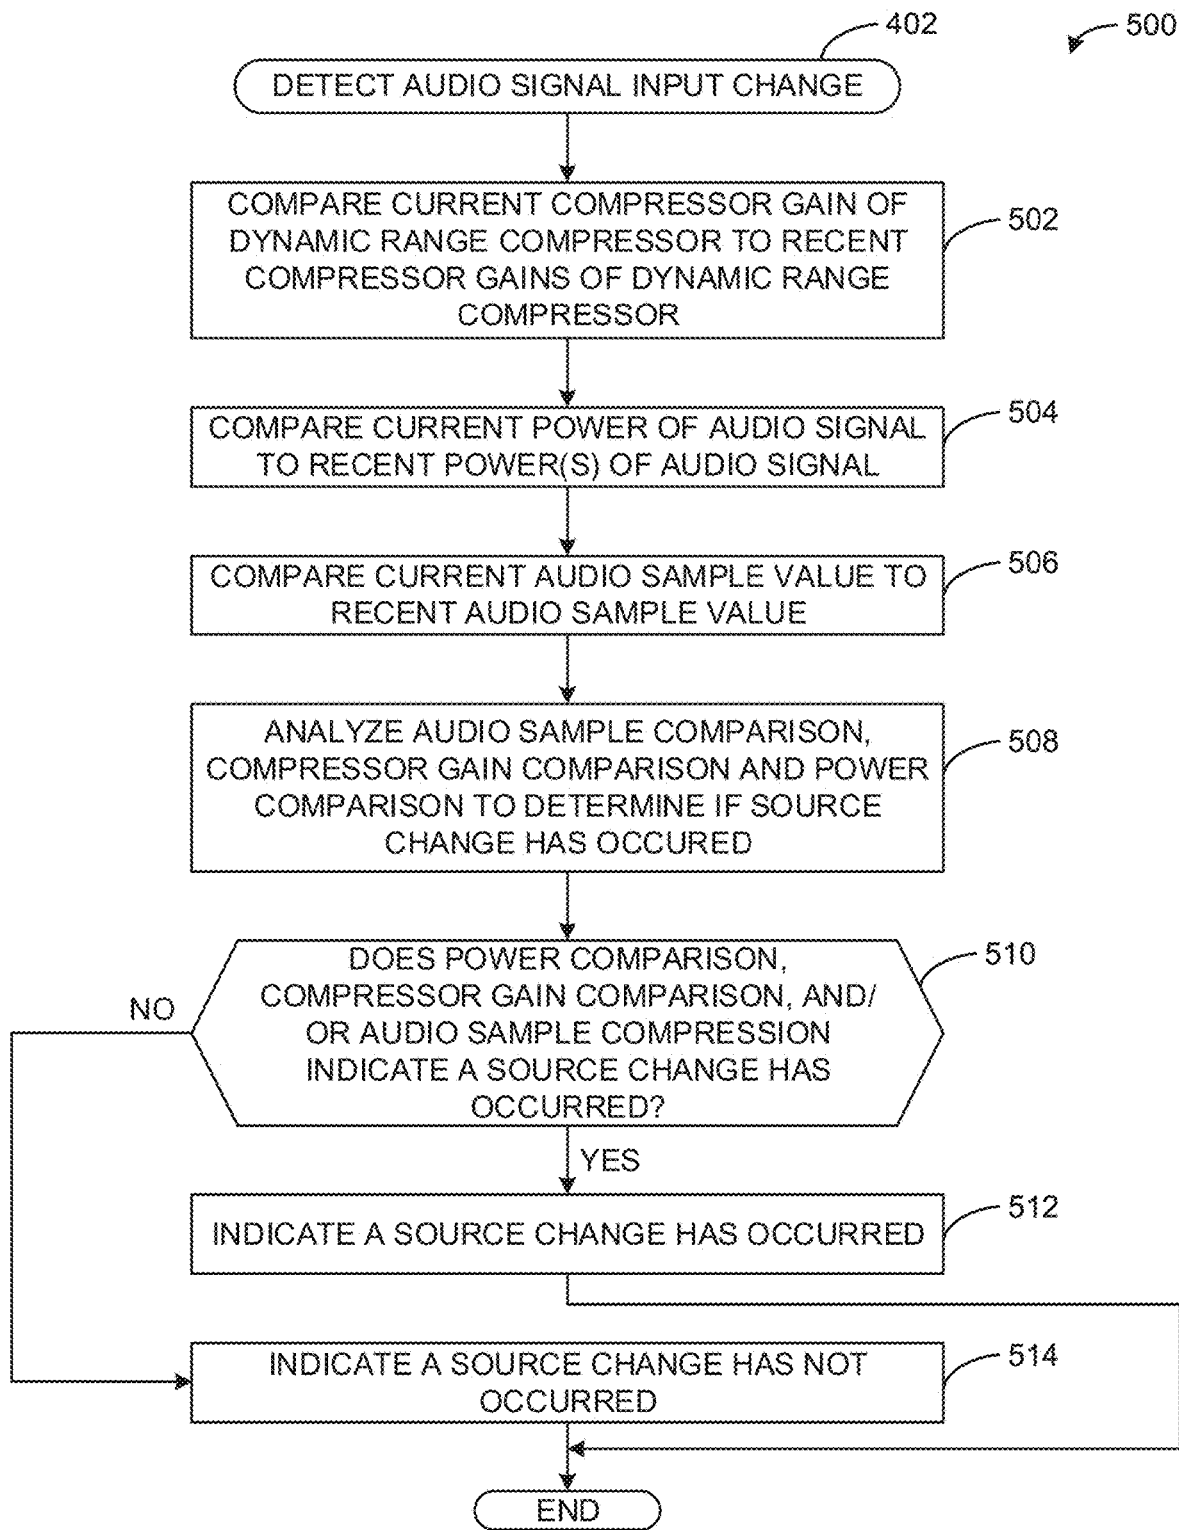 402
500
DETECT AUDIO SIGNAL INPUT CHANGE
COMPARE CURRENT COMPRESSOR GAIN OF
DYNAMIC RANGE COMPRESSOR TO RECENT
COMPRESSOR GAINS OF DYNAMIC RANGE
COMPRESSOR
502
COMPARE CURRENT POWER OF AUDIO SIGNAL
TO RECENT POWER(S) OF AUDIO SIGNAL
504
COMPARE CURRENT AUDIO SAMPLE VALUE TO
RECENT AUDIO SAMPLE VALUE
506
ANALYZE AUDIO SAMPLE COMPARISON,
COMPRESSOR GAIN COMPARISON AND POWER
COMPARISON TO DETERMINE IF SOURCE
CHANGE HAS OCCURED
508
DOES POWER COMPARISON,
COMPRESSOR GAIN COMPARISON, AND/
OR AUDIO SAMPLE COMPRESSION
INDICATE A SOURCE CHANGE HAS
OCCURRED?
510
NO
YES
INDICATE A SOURCE CHANGE HAS OCCURRED
512
INDICATE A SOURCE CHANGE HAS NOT
OCCURRED
514
END